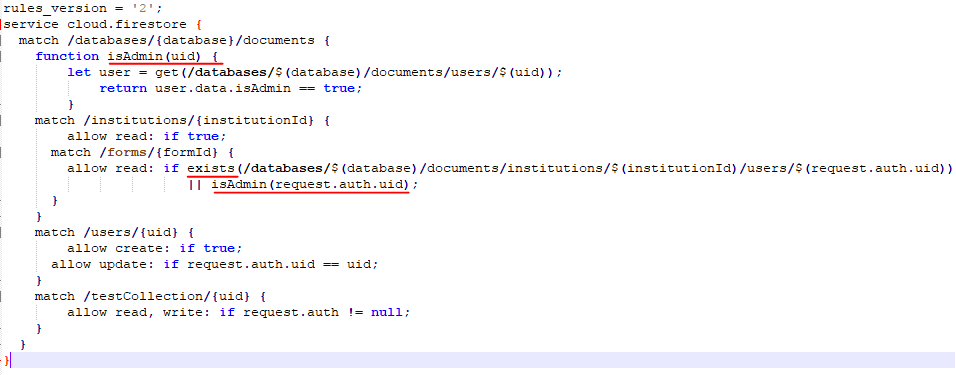 rules_version = '2';
service cloud.firestore {
match /databases/{database}/documents {
function isAdmin(uid) {
let user = get(/databases/$(database)/documents/users/$(uid));
return user.data.isAdmin == true;
}
match /institutions/{institutionId} {
allow read: if true;
match /forms/{formId} {
allow read: if exists(/databases/$(database)/documents/institutions/$(institutionId)/users/$(request.auth.uid))
|| isAdmin(request.auth.uid);
}
}
match /users/{uid} {
allow create: if true;
allow update: if request.auth.uid == uid;
}
match /testCollection/{uid} {
allow read, write: if request.auth != null;
}
}
}